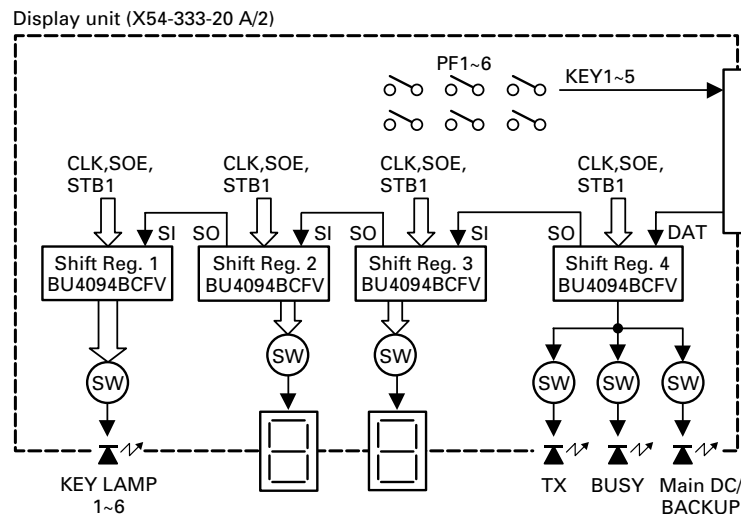 Display unit (X54-333-20 A/2)
PF1~6
KEY1~5
CLK,SOE,
STB1
CLK,SOE,
STB1
CLK,SOE,
STB1
CLK,SOE,
STB1
SI
SO
SI
SO
SI
SO
DAT
Shift Reg. 1
BU4094BCFV
Shift Reg. 2
BU4094BCFV
Shift Reg. 3
BU4094BCFV
Shift Reg. 4
BU4094BCFV
SW
SW
SW
SW
SW
SW
KEY LAMP
1~6
TX
BUSY
Main DC/
BACKUP